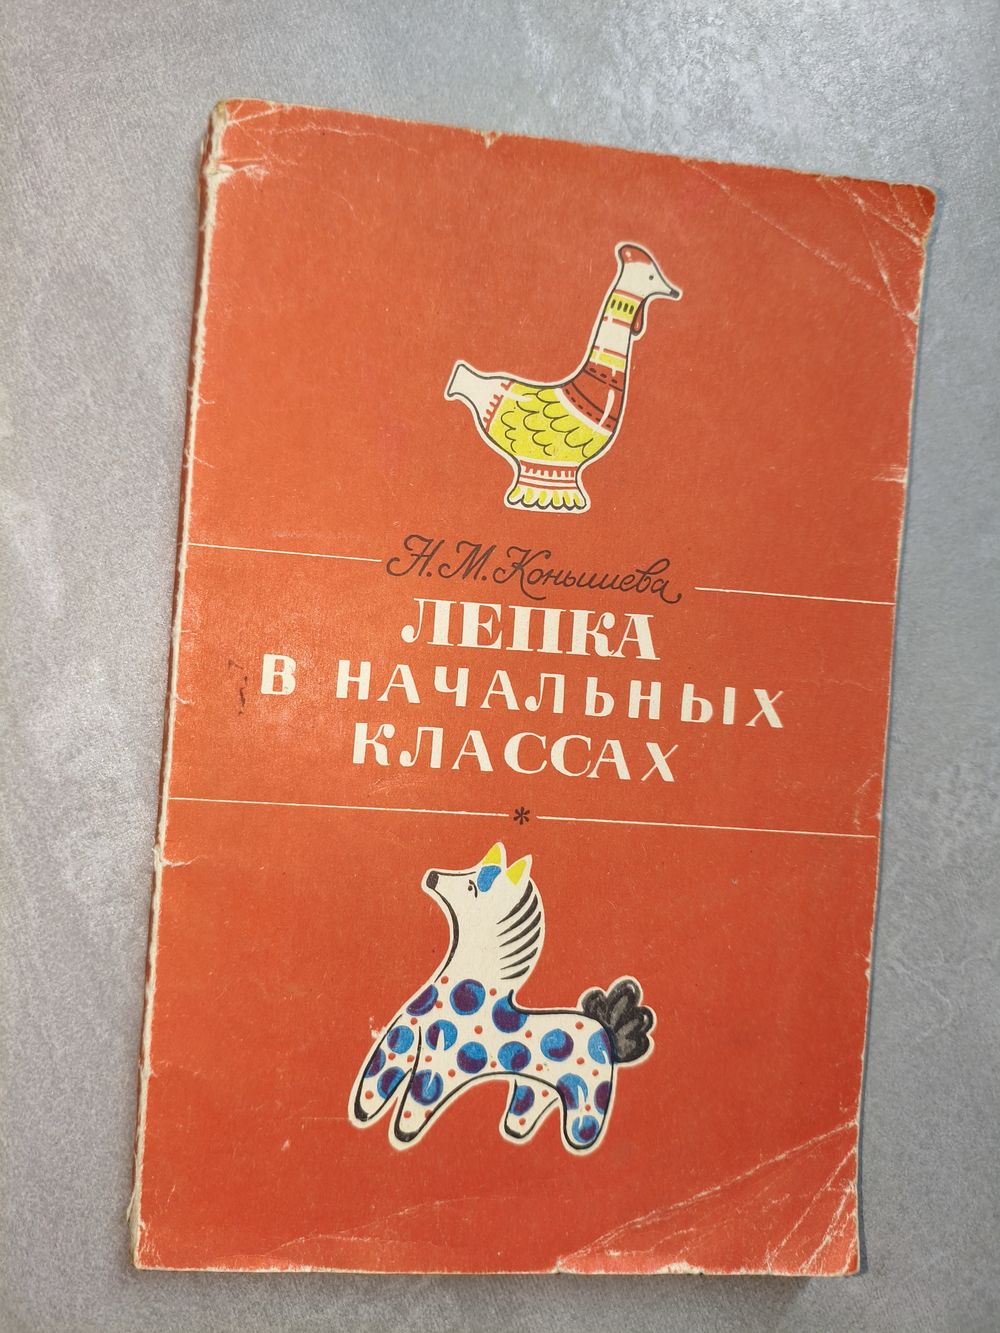 Н.М.Конышева
ЛЕПКА
В НАЧАЛЬНЫХ
КЛАССАХ
*